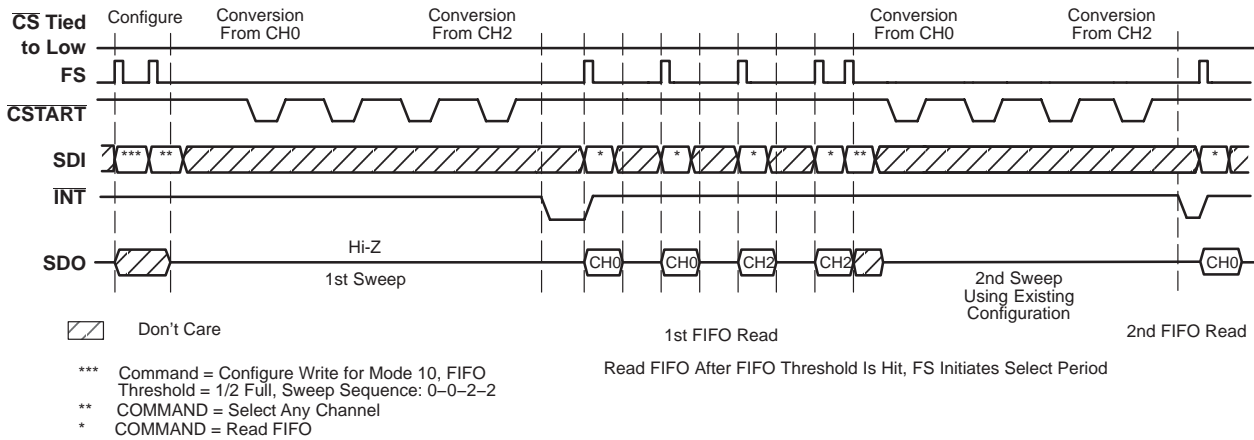 CS Tied
to Low
Configure
Conversion
From CH0
Conversion
From CH2
Conversion
From CH0
Conversion
From CH2
FS
CSTART
SDI
*** ** * * * * ** *
INT
SDO
Hi-Z
1st Sweep
CH0 CH0 CH2 CH2 CH0
2nd Sweep
Using Existing
Configuration
Don't Care
1st FIFO Read
2nd FIFO Read
Read FIFO After FIFO Threshold Is Hit, FS Initiates Select Period
*** Command = Configure Write for Mode 10, FIFO
Threshold = 1/2 Full, Sweep Sequence: 0–0–2–2
** COMMAND = Select Any Channel
* COMMAND = Read FIFO